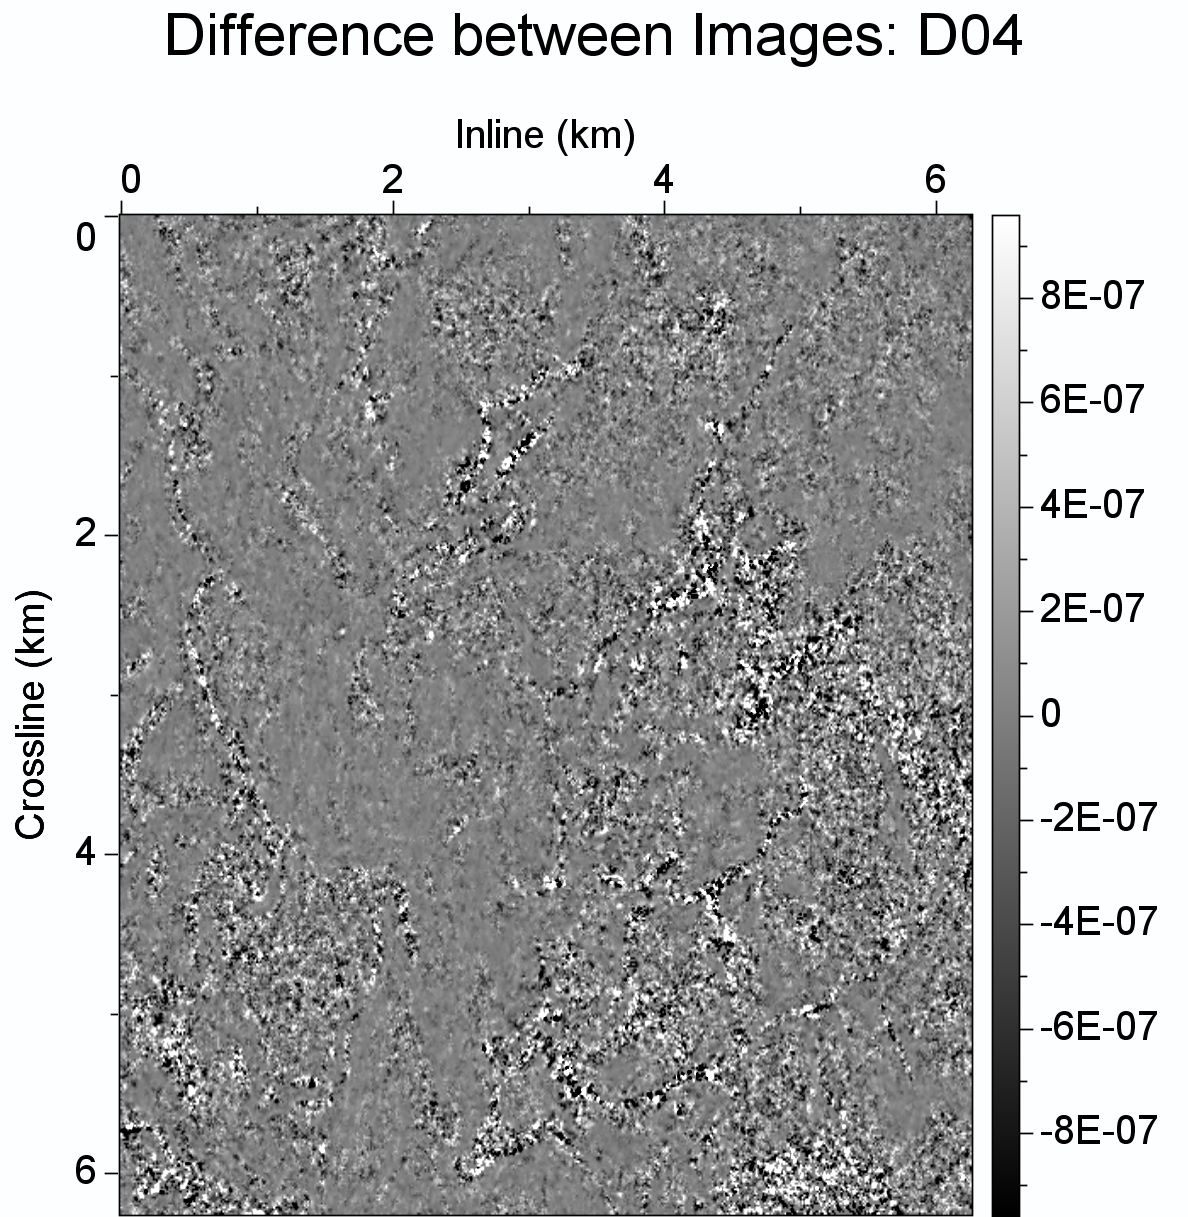 Difference between Images: D04
Inline (km)
0 2 4 6
0
2
4
6
Crossline (km)
8E-07
6E-07
4E-07
2E-07
0
-2E-07
-4E-07
-6E-07
-8E-07